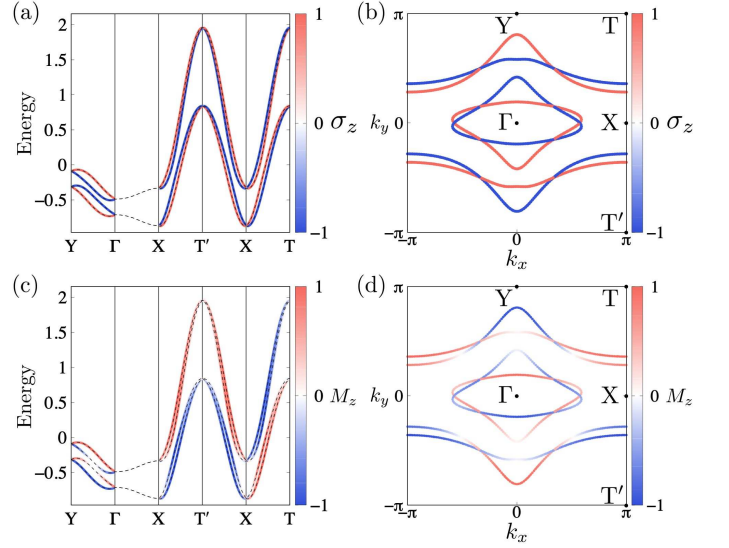 (a)
Energy
2
1.5
1
0.5
0
−0.5
Y Γ X T′ X T
1
0 σz
−1
(b)
π
ky 0
−π
−π 0 π
kx
Y T
Γ X
T′
1
0 σz
−1
(c)
Energy
2
1.5
1
0.5
0
−0.5
Y Γ X T′ X T
1
0 Mz
−1
(d)
π
ky 0
−π
−π 0 π
kx
Y T
Γ X
T′
1
0 Mz
−1